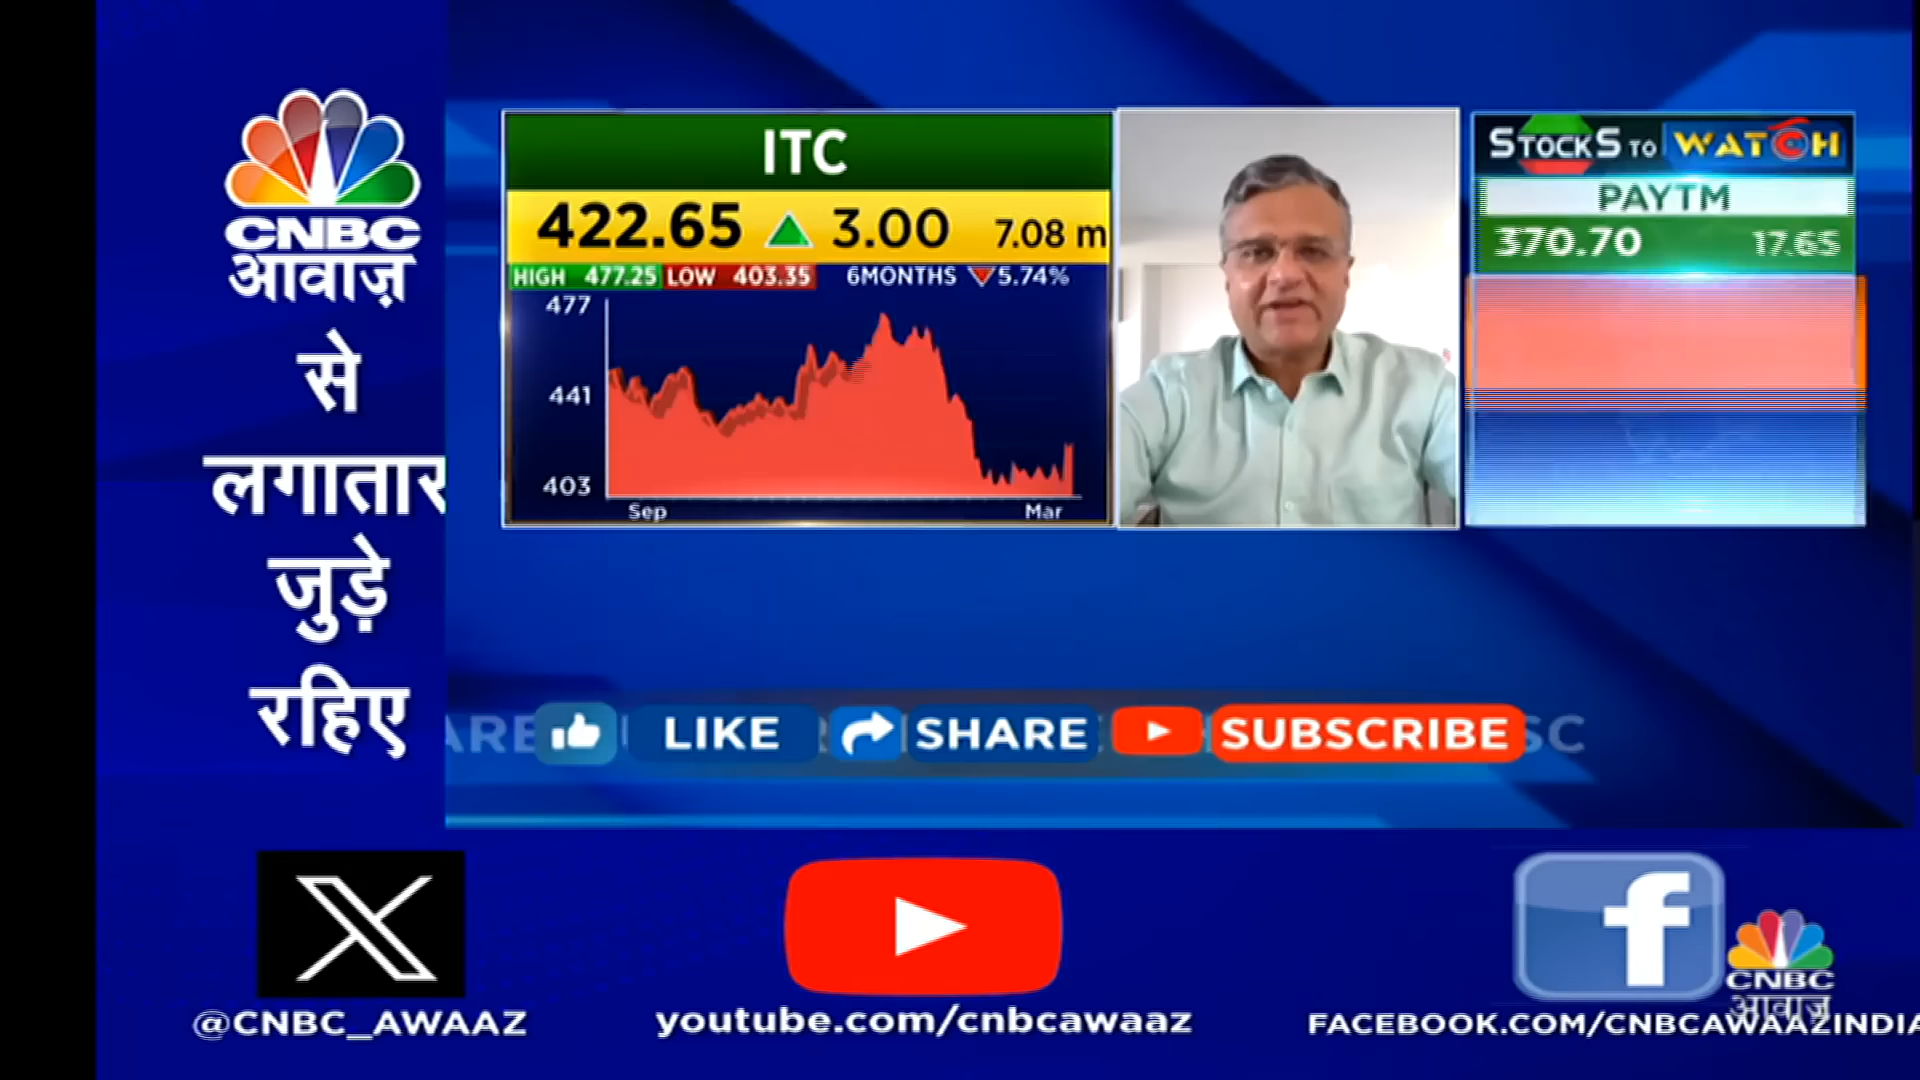 CNBC
आवाज़
से
लगातार
जुड़े
रहिए
ITC
422.65 3.00 7.08 m
HIGH 477.25 LOW 403.35 6MONTHS 5.74%
477
441
403
Sep Mar
STOCKS TO WATCH
PAYTM
370.70 17.65
LIKE SHARE SUBSCRIBE
@CNBC_AWAAZ
youtube.com/cnbcawaaz
FACEBOOK.COM/CNBCAWAAZINDIA
CNBC
आवाज़